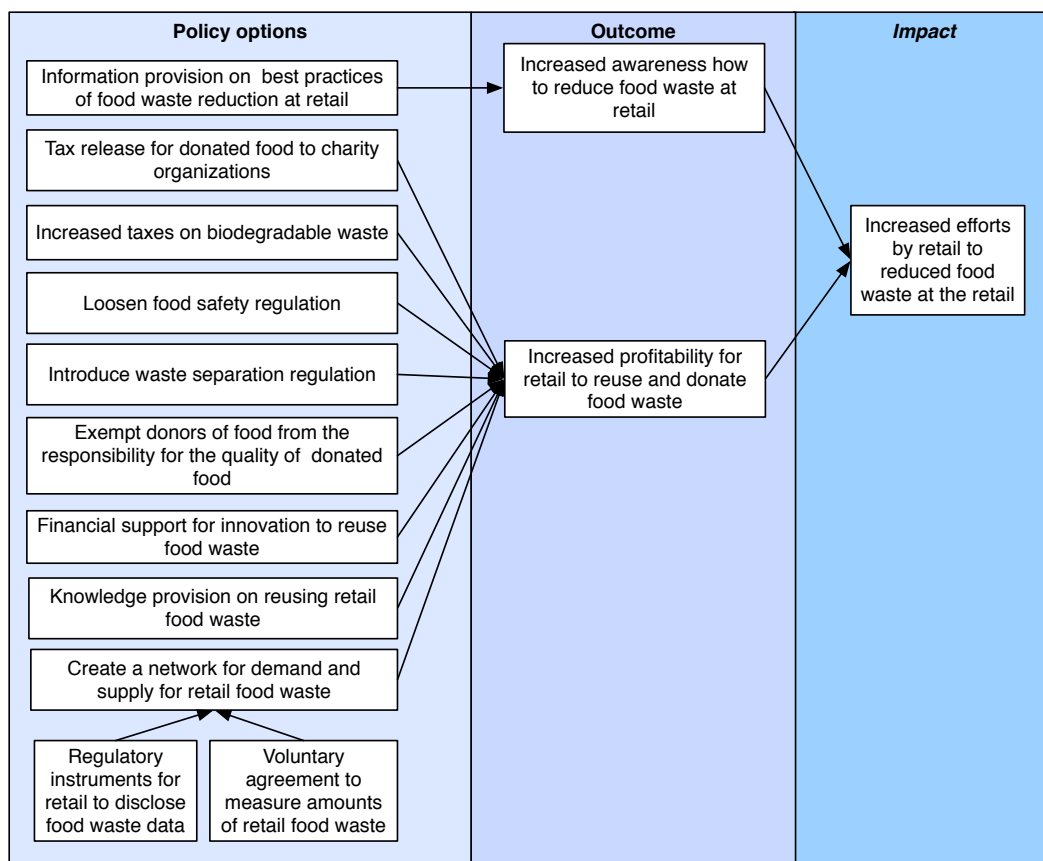 Policy options
Information provision on best practices
of food waste reduction at retail
Tax release for donated food to charity
organizations
Increased taxes on biodegradable waste
Loosen food safety regulation
Introduce waste separation regulation
Exempt donors of food from the
responsibility for the quality of donated
food
Financial support for innovation to reuse
food waste
Knowledge provision on reusing retail
food waste
Create a network for demand and
supply for retail food waste
Regulatory
instruments for
retail to disclose
food waste data
Voluntary
agreement to
measure amounts
of retail food waste
Outcome
Increased awareness how
to reduce food waste at
retail
Increased profitability for
retail to reuse and donate
food waste
Impact
Increased efforts
by retail to
reduced food
waste at the retail